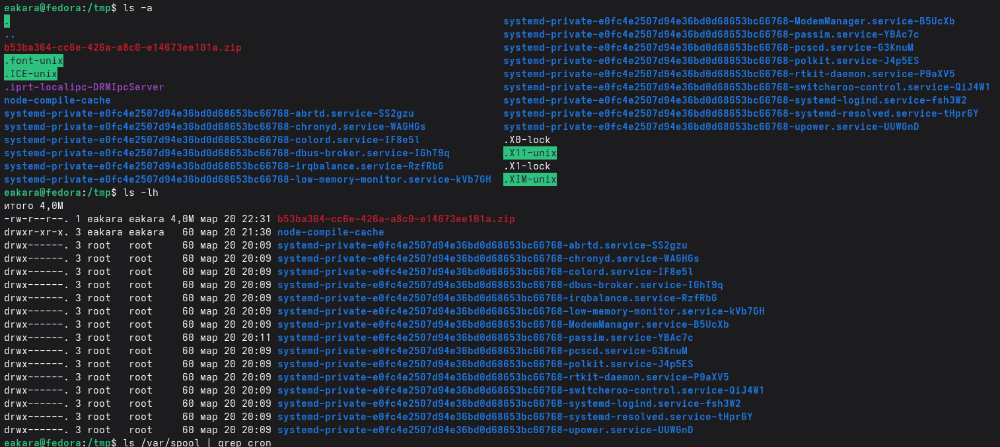 eakara@fedora:/tmp$ ls -a
. systemd-private-e0fc4e2507d94e36bd0d68653bc66768-ModemManager.service-B5UcXb
.. systemd-private-e0fc4e2507d94e36bd0d68653bc66768-passim.service-YBAc7c
b53ba364-cc6e-426a-a8c0-e14673ee101a.zip systemd-private-e0fc4e2507d94e36bd0d68653bc66768-pcscd.service-G3KnuM
.font-unix systemd-private-e0fc4e2507d94e36bd0d68653bc66768-polkit.service-J4p5ES
.ICE-unix systemd-private-e0fc4e2507d94e36bd0d68653bc66768-rtkit-daemon.service-P9aXV5
.iprt-localipc-DRMIpcServer systemd-private-e0fc4e2507d94e36bd0d68653bc66768-switcheroo-control.service-QiJ4W1
node-compile-cache systemd-private-e0fc4e2507d94e36bd0d68653bc66768-systemd-logind.service-fsh3W2
systemd-private-e0fc4e2507d94e36bd0d68653bc66768-abrtd.service-SS2gzu systemd-private-e0fc4e2507d94e36bd0d68653bc66768-systemd-resolved.service-tHpr6Y
systemd-private-e0fc4e2507d94e36bd0d68653bc66768-chronyd.service-WAGHGs systemd-private-e0fc4e2507d94e36bd0d68653bc66768-upower.service-UUWGnD
systemd-private-e0fc4e2507d94e36bd0d68653bc66768-colord.service-IF8e5l .X0-lock
systemd-private-e0fc4e2507d94e36bd0d68653bc66768-dbus-broker.service-IGhT9q .X11-unix
systemd-private-e0fc4e2507d94e36bd0d68653bc66768-irqbalance.service-RzfRbG .X1-lock
systemd-private-e0fc4e2507d94e36bd0d68653bc66768-low-memory-monitor.service-kVb7GH .XIM-unix
eakara@fedora:/tmp$ ls -lh
итого 4,0M
-rw-r--r--. 1 eakara eakara 4,0M мар 20 22:31 b53ba364-cc6e-426a-a8c0-e14673ee101a.zip
drwxr-xr-x. 3 eakara eakara 60 мар 20 21:30 node-compile-cache
drwx------. 3 root root 60 мар 20 20:09 systemd-private-e0fc4e2507d94e36bd0d68653bc66768-abrtd.service-SS2gzu
drwx------. 3 root root 60 мар 20 20:09 systemd-private-e0fc4e2507d94e36bd0d68653bc66768-chronyd.service-WAGHGs
drwx------. 3 root root 60 мар 20 20:09 systemd-private-e0fc4e2507d94e36bd0d68653bc66768-colord.service-IF8e5l
drwx------. 3 root root 60 мар 20 20:09 systemd-private-e0fc4e2507d94e36bd0d68653bc66768-dbus-broker.service-IGhT9q
drwx------. 3 root root 60 мар 20 20:09 systemd-private-e0fc4e2507d94e36bd0d68653bc66768-irqbalance.service-RzfRbG
drwx------. 3 root root 60 мар 20 20:09 systemd-private-e0fc4e2507d94e36bd0d68653bc66768-low-memory-monitor.service-kVb7GH
drwx------. 3 root root 60 мар 20 20:09 systemd-private-e0fc4e2507d94e36bd0d68653bc66768-ModemManager.service-B5UcXb
drwx------. 3 root root 60 мар 20 20:11 systemd-private-e0fc4e2507d94e36bd0d68653bc66768-passim.service-YBAc7c
drwx------. 3 root root 60 мар 20 20:09 systemd-private-e0fc4e2507d94e36bd0d68653bc66768-pcscd.service-G3KnuM
drwx------. 3 root root 60 мар 20 20:09 systemd-private-e0fc4e2507d94e36bd0d68653bc66768-polkit.service-J4p5ES
drwx------. 3 root root 60 мар 20 20:09 systemd-private-e0fc4e2507d94e36bd0d68653bc66768-rtkit-daemon.service-P9aXV5
drwx------. 3 root root 60 мар 20 20:09 systemd-private-e0fc4e2507d94e36bd0d68653bc66768-switcheroo-control.service-QiJ4W1
drwx------. 3 root root 60 мар 20 20:09 systemd-private-e0fc4e2507d94e36bd0d68653bc66768-systemd-logind.service-fsh3W2
drwx------. 3 root root 60 мар 20 20:09 systemd-private-e0fc4e2507d94e36bd0d68653bc66768-systemd-resolved.service-tHpr6Y
drwx------. 3 root root 60 мар 20 20:09 systemd-private-e0fc4e2507d94e36bd0d68653bc66768-upower.service-UUWGnD
eakara@fedora:/tmp$ ls /var/spool | grep cron